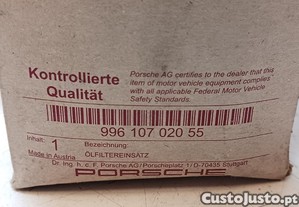 Kontrollierte
Qualität
Porsche AG certifies to the dealer that this
item of motor vehicle equipment complies
with all applicable Federal Motor Vehicle
Safety Standards.
996 107 020 55
Inhalt:
1
Bezeichnung:
Made in Austria
ÖLFILTEREINSATZ
Dr. Ing. h. c. F. Porsche AG/Porscheplatz 1/D-70435 Stuttgart
PORSCHE
CustoJusto.pt